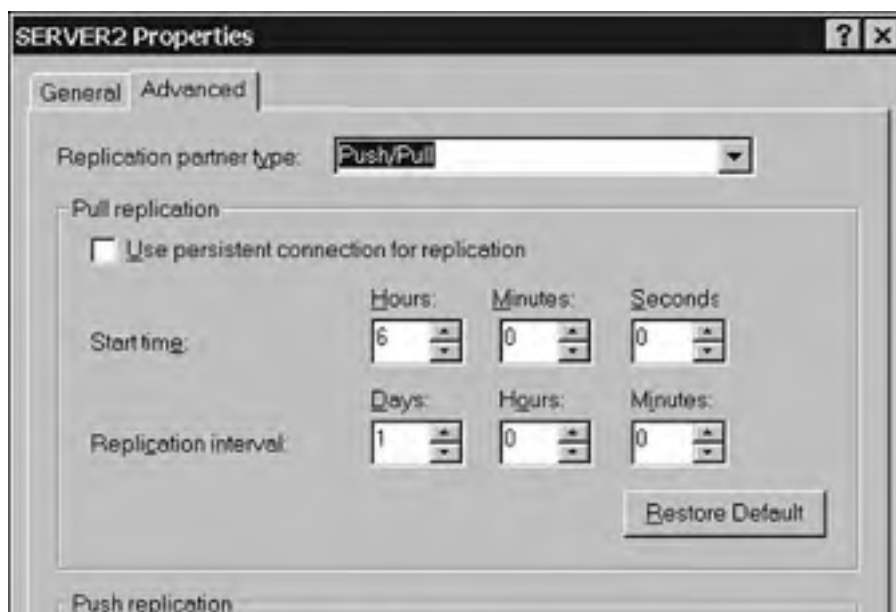 SERVER2 Properties
General Advanced
Replication partner type: Push/Pull
Pull replication
Use persistent connection for replication
Hours: Minutes: Seconds
Start time: 6 0 0
Days: Hours: Minutes:
Replication interval: 1 0 0
Restore Default
Push replication